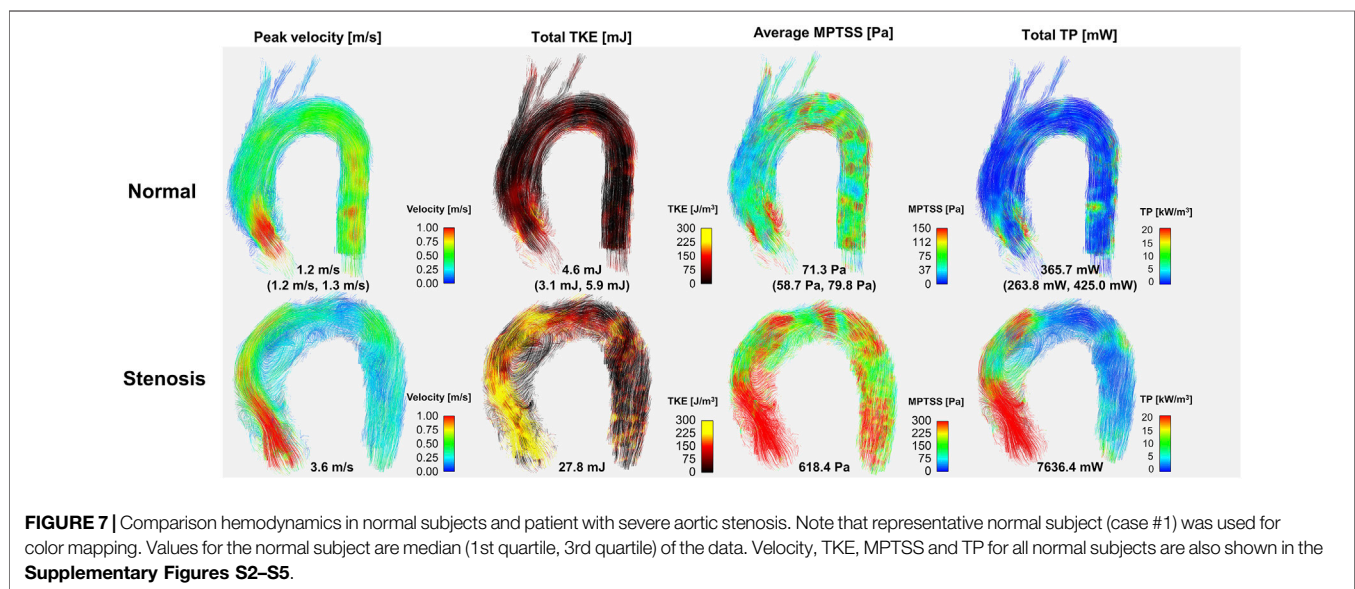 Peak velocity [m/s]
Total TKE [mJ]
Average MPTSS [Pa]
Total TP [mW]
Normal
Velocity [m/s]
1.00
0.75
0.50
0.25
0.00
1.2 m/s
(1.2 m/s, 1.3 m/s)
TKE [J/m³]
300
225
150
75
0
4.6 mJ
(3.1 mJ, 5.9 mJ)
MPTSS [Pa]
150
112
75
37
0
71.3 Pa
(58.7 Pa, 79.8 Pa)
TP [kW/m³]
20
15
10
5
0
365.7 mW
(263.8 mW, 425.0 mW)
Stenosis
Velocity [m/s]
1.00
0.75
0.50
0.25
0.00
3.6 m/s
TKE [J/m³]
300
225
150
75
0
27.8 mJ
MPTSS [Pa]
300
225
150
75
0
618.4 Pa
TP [kW/m³]
20
15
10
5
0
7636.4 mW
FIGURE 7 | Comparison hemodynamics in normal subjects and patient with severe aortic stenosis. Note that representative normal subject (case #1) was used for
color mapping. Values for the normal subject are median (1st quartile, 3rd quartile) of the data. Velocity, TKE, MPTSS and TP for all normal subjects are also shown in the
Supplementary Figures S2–S5.